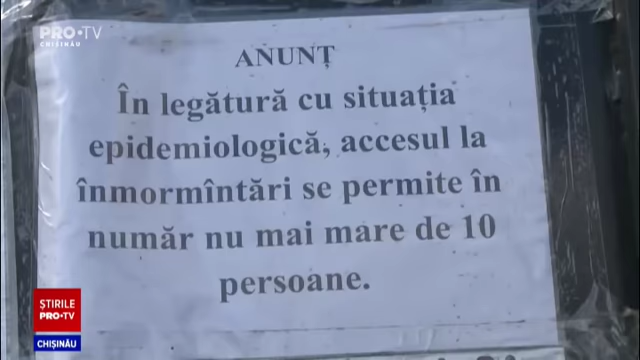 PRO TV
CHIȘINĂU
ANUNȚ
În legătură cu situația
epidemiologică, accesul la
înmormîntări se permite în
număr nu mai mare de 10
persoane.
ȘTIRILE
PRO TV
CHIȘINĂU